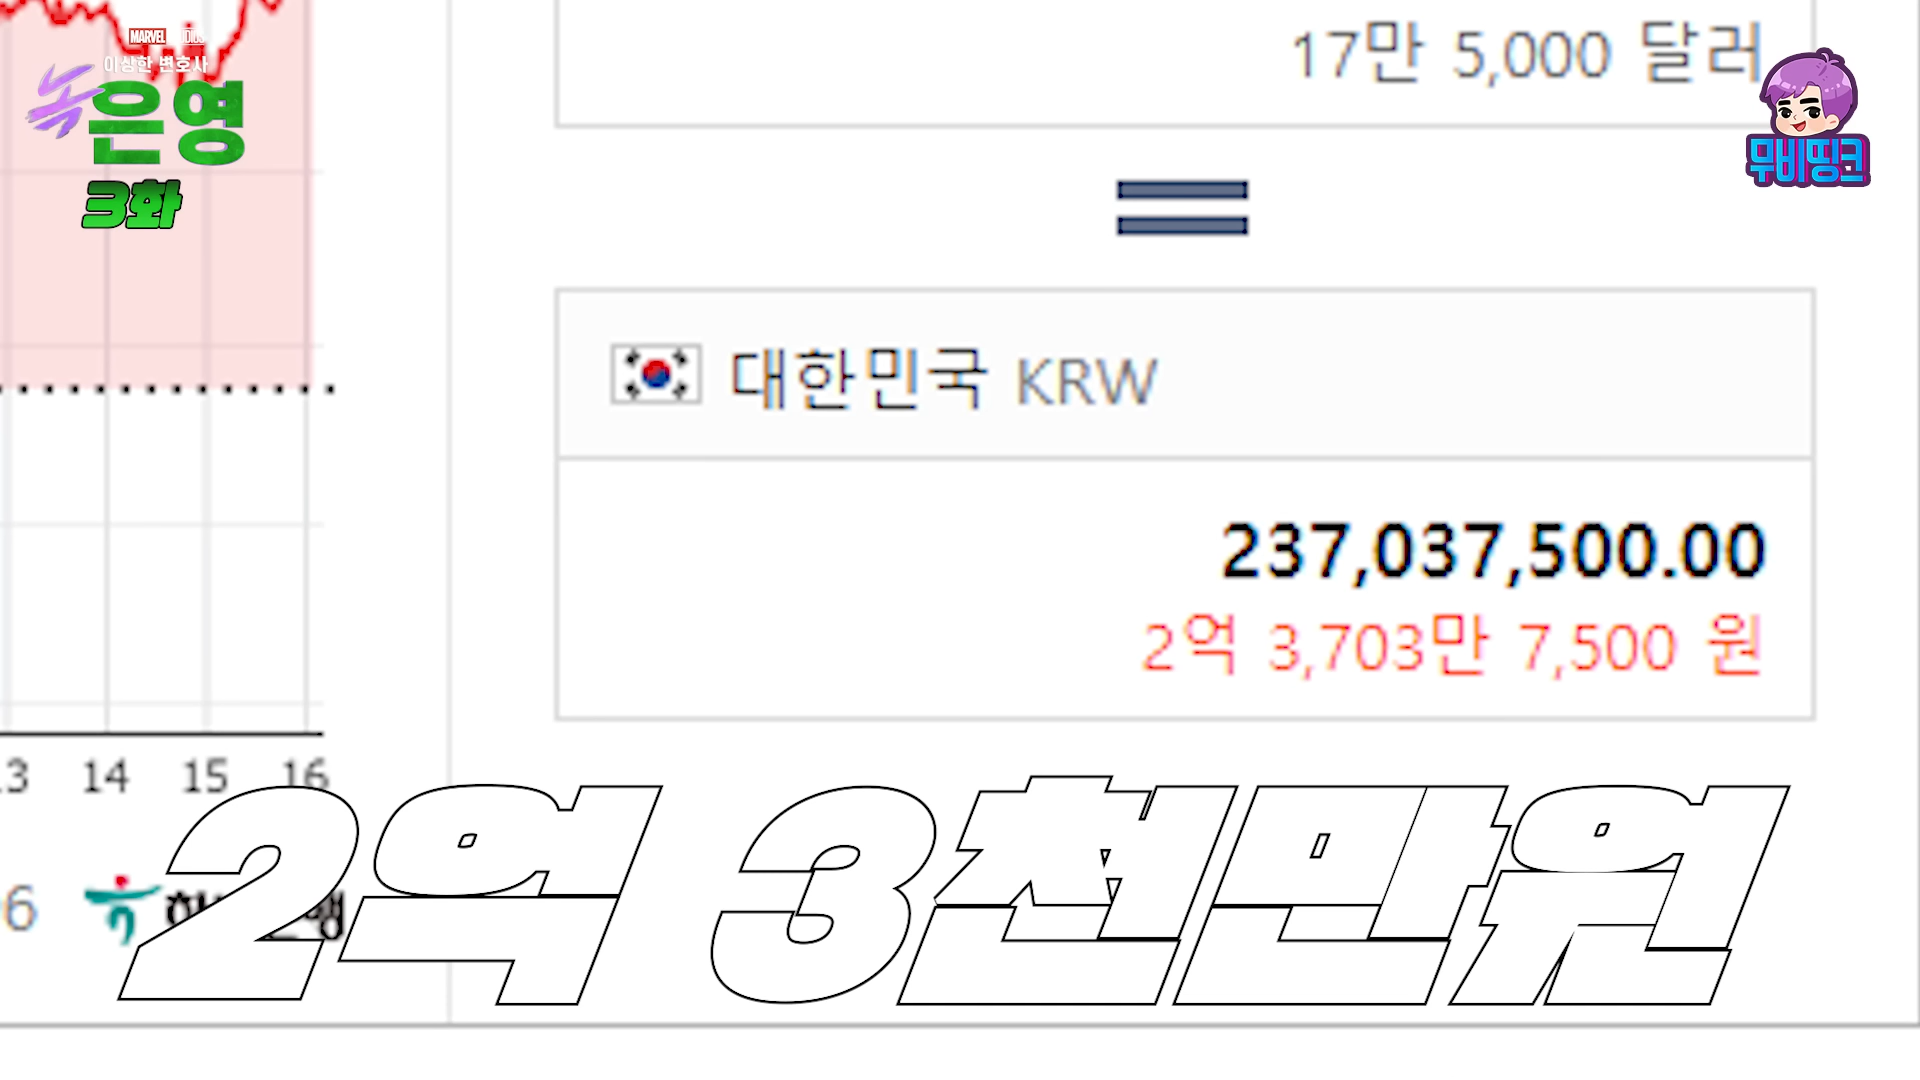 17만 5,000 달러
MARVEL
이상한 변호사
녹은영
3화
무비띵크
대한민국 KRW
237,037,500.00
2억 3,703만 7,500 원
14 15 16
2억 3천만원